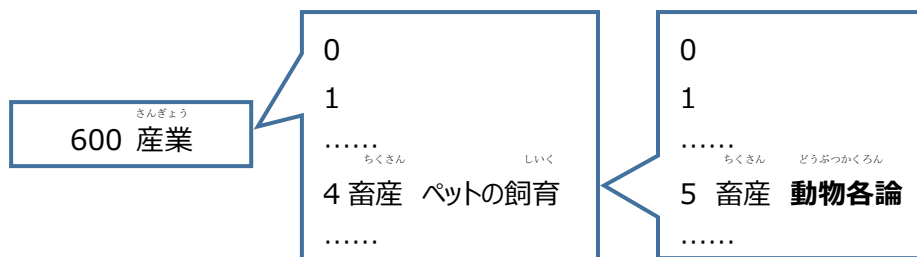 さんぎょう
600 産業
0
1
......
ちくさん しいく
4 畜産 ペットの飼育
......
0
1
......
ちくさん どうぶつかくろん
5 畜産 動物各論
......